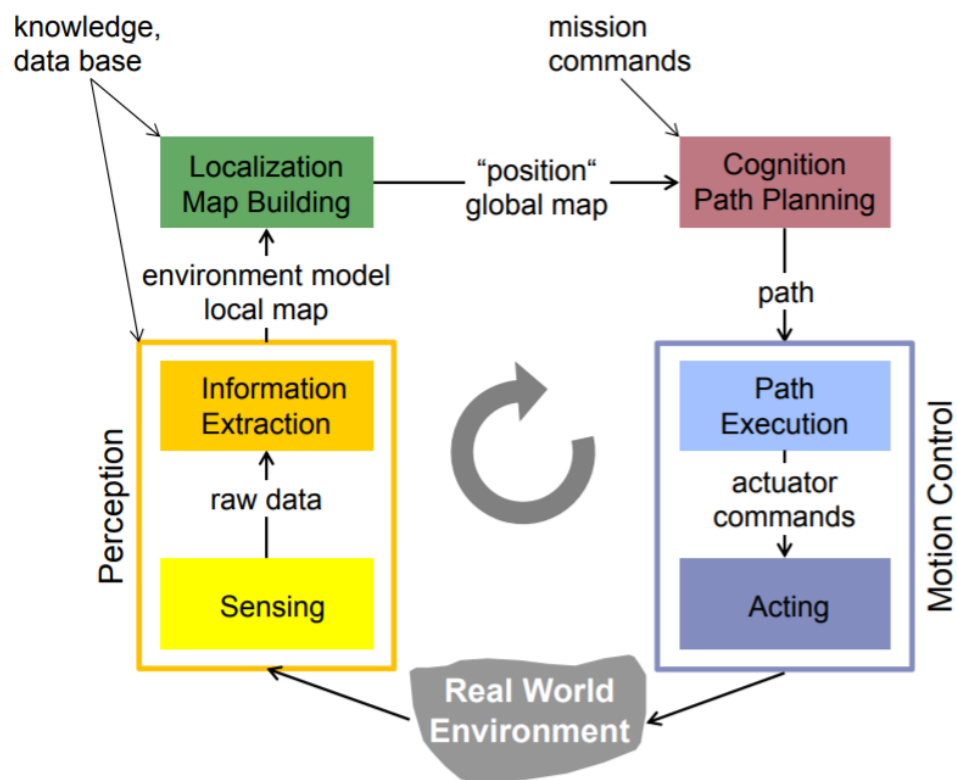 knowledge,
data base
mission
commands
Localization
Map Building
“position“
global map
Cognition
Path Planning
environment model
local map
path
Perception
Information
Extraction
raw data
Sensing
Path
Execution
actuator
commands
Acting
Motion Control
Real World
Environment